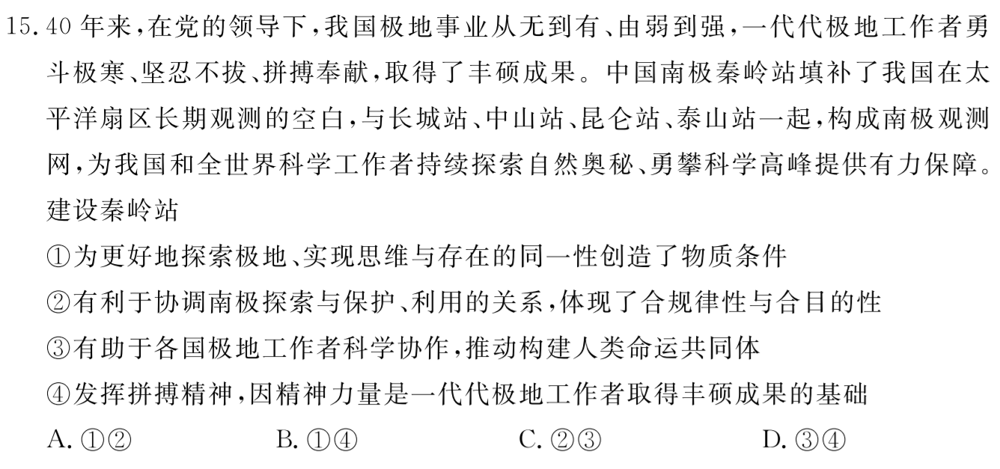 15. 40 年来,在党的领导下,我国极地事业从无到有、由弱到强,一代代极地工作者勇
斗极寒、坚忍不拔、拼搏奉献,取得了丰硕成果。中国南极秦岭站填补了我国在太
平洋扇区长期观测的空白,与长城站、中山站、昆仑站、泰山站一起,构成南极观测
网,为我国和全世界科学工作者持续探索自然奥秘、勇攀科学高峰提供有力保障。
建设秦岭站
①为更好地探索极地、实现思维与存在的同一性创造了物质条件
②有利于协调南极探索与保护、利用的关系,体现了合规律性与合目的性
③有助于各国极地工作者科学协作,推动构建人类命运共同体
④发挥拼搏精神,因精神力量是一代代极地工作者取得丰硕成果的基础
A. ①② B. ①④ C. ②③ D. ③④